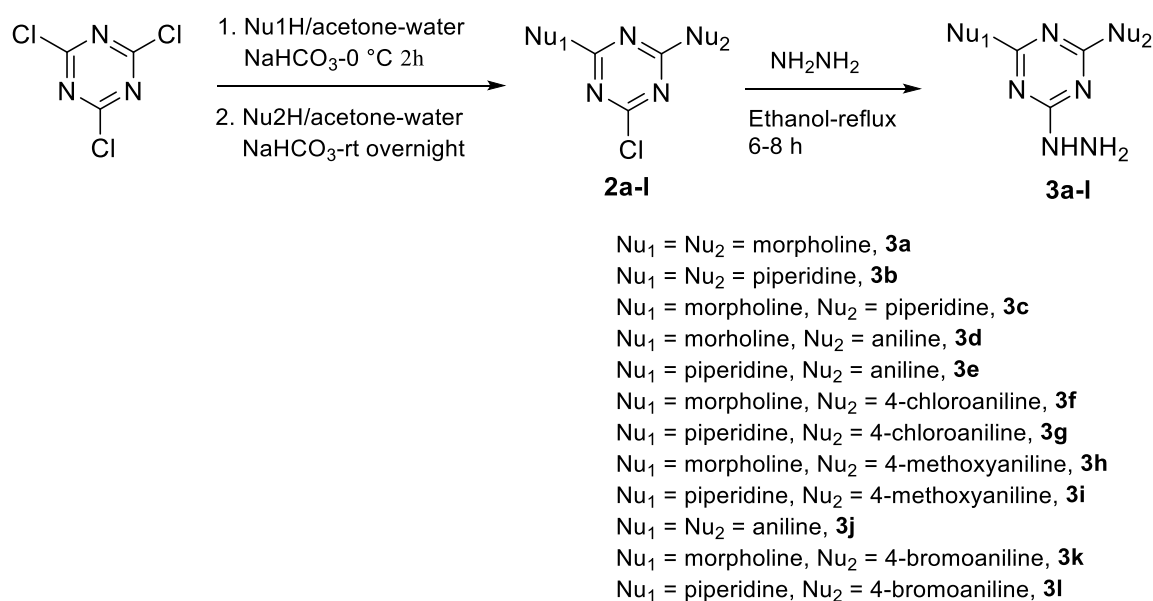 Cl N Cl
N N
Cl
1. Nu1H/acetone-water
NaHCO3-0 °C 2h
2. Nu2H/acetone-water
NaHCO3-rt overnight
Nu1 N Nu2
N N
Cl
2a-l
NH2NH2
Ethanol-reflux
6-8 h
Nu1 N Nu2
N N
NHNH2
3a-l
Nu1 = Nu2 = morpholine, 3a
Nu1 = Nu2 = piperidine, 3b
Nu1 = morpholine, Nu2 = piperidine, 3c
Nu1 = morholine, Nu2 = aniline, 3d
Nu1 = piperidine, Nu2 = aniline, 3e
Nu1 = morpholine, Nu2 = 4-chloroaniline, 3f
Nu1 = piperidine, Nu2 = 4-chloroaniline, 3g
Nu1 = morpholine, Nu2 = 4-methoxyaniline, 3h
Nu1 = piperidine, Nu2 = 4-methoxyaniline, 3i
Nu1 = Nu2 = aniline, 3j
Nu1 = morpholine, Nu2 = 4-bromoaniline, 3k
Nu1 = piperidine, Nu2 = 4-bromoaniline, 3l